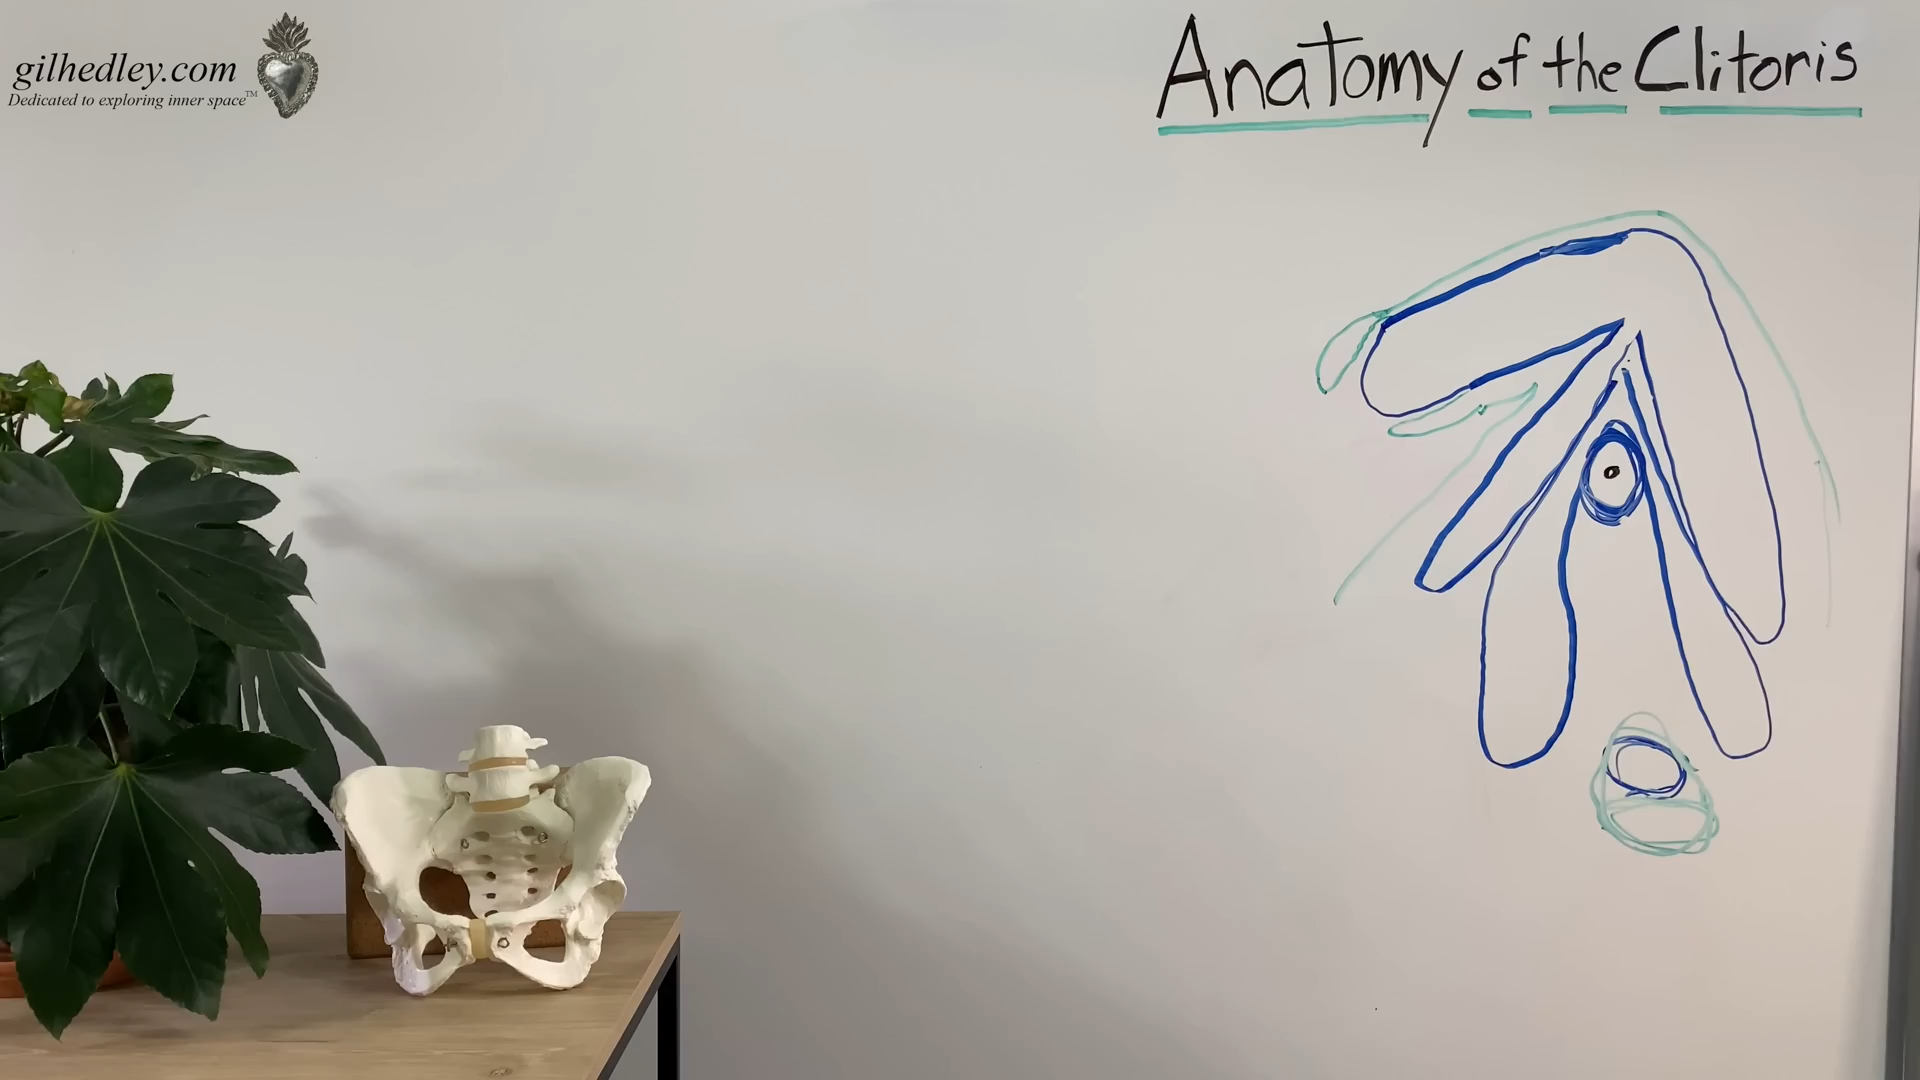 gilhedley.com
Dedicated to exploring inner space™
Anatomy of the Clitoris